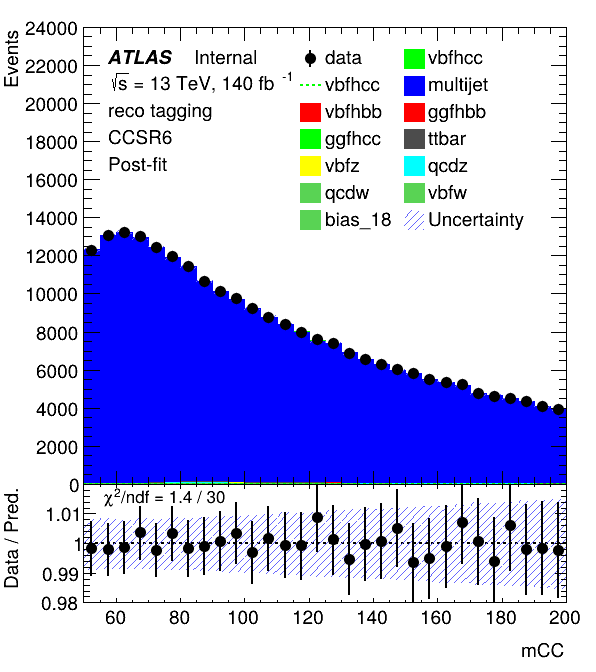 Events
24000
22000
20000
18000
16000
14000
12000
10000
8000
6000
4000
2000
0
ATLAS Internal
√s = 13 TeV, 140 fb -1
reco tagging
CCSR6
Post-fit
data
vbfhcc
vbfhcc
multijet
vbfhbb
ggfhbb
ggfhcc
ttbar
vbfz
qcdz
qcdw
vbfw
bias_18
Uncertainty
Data / Pred.
χ²/ndf = 1.4 / 30
1.01
1
0.99
0.98
60 80 100 120 140 160 180 200
mCC